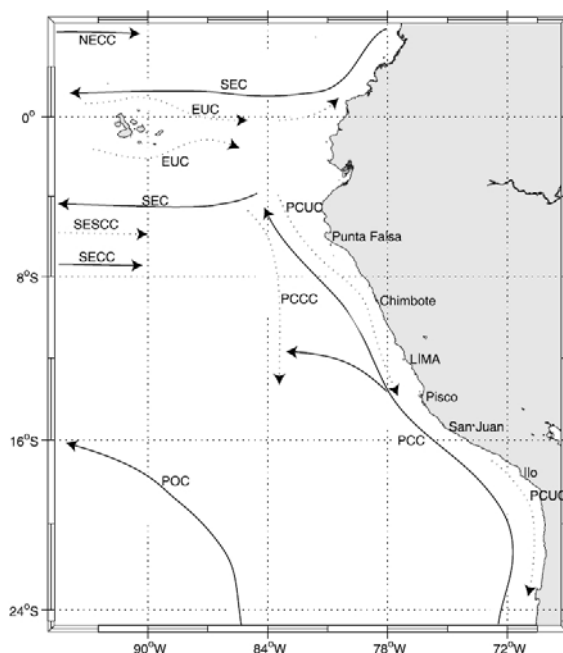 NECC
SEC
EUC
0°
EUC
SEC
PCUC
SESCC
Punta Falsa
SECC
8°S
PCCC
Chimbote
LIMA
Pisco
San Juan
16°S
PCC
Ilo
POC
PCUC
24°S
90°W
84°W
78°W
72°W